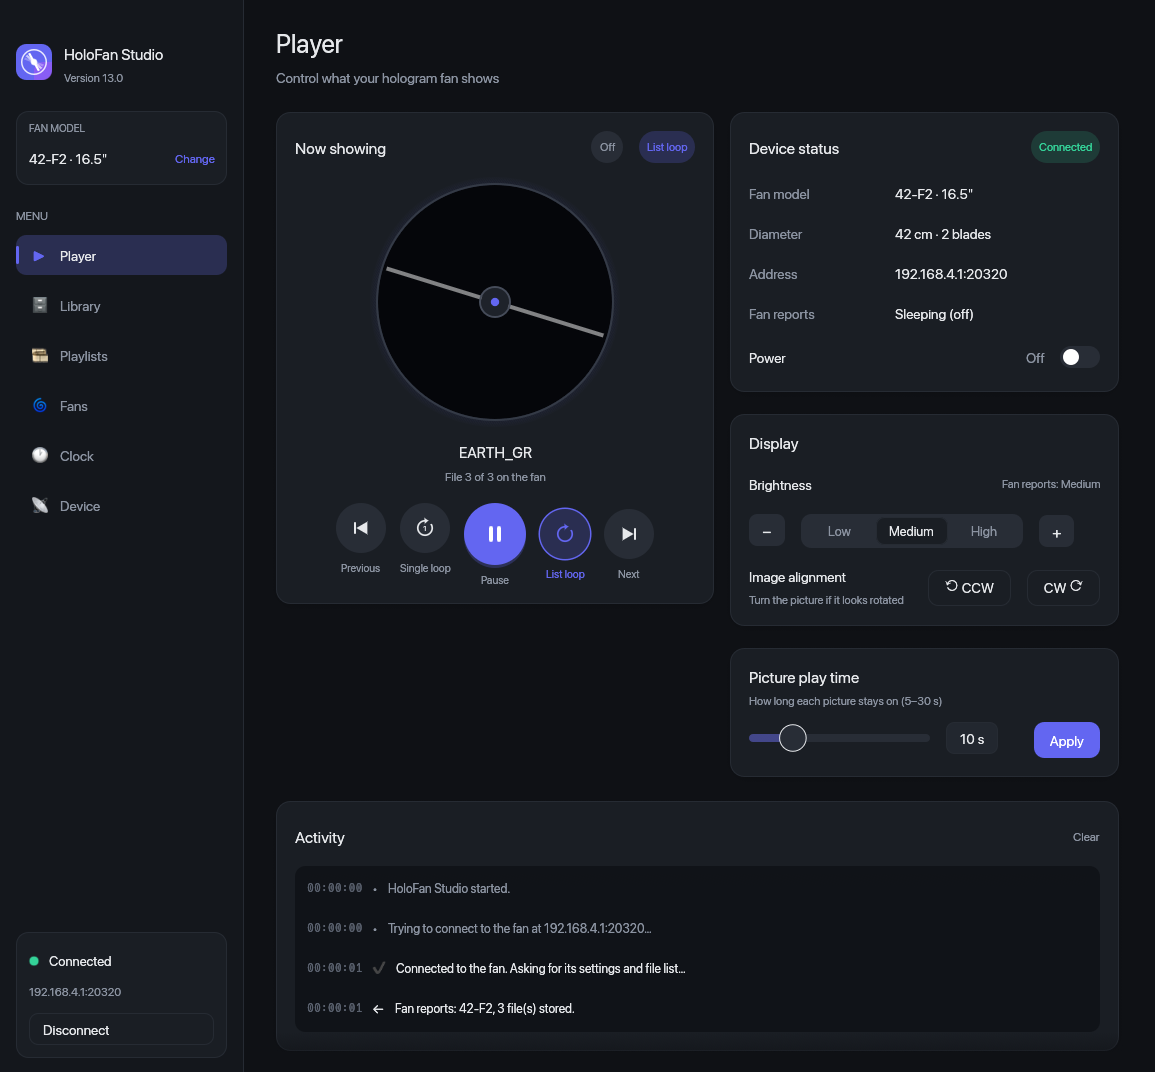 HoloFan Studio
Version 13.0
FAN MODEL
42-F2 · 16.5"
Change
MENU
Player
Library
Playlists
Fans
Clock
Device
Connected
192.168.4.1:20320
Disconnect
Player
Control what your hologram fan shows
Now showing
Off
List loop
EARTH_GR
File 3 of 3 on the fan
1
Previous
Single loop
Pause
List loop
Next
Device status
Connected
Fan model
42-F2 · 16.5"
Diameter
42 cm · 2 blades
Address
192.168.4.1:20320
Fan reports
Sleeping (off)
Power
Off
Display
Brightness
Fan reports: Medium
−
Low
Medium
High
+
Image alignment
Turn the picture if it looks rotated
CCW
CW
Picture play time
How long each picture stays on (5–30 s)
10 s
Apply
Activity
Clear
00:00:00 • HoloFan Studio started.
00:00:00 • Trying to connect to the fan at 192.168.4.1:20320…
00:00:01 ✓ Connected to the fan. Asking for its settings and file list…
00:00:01 ← Fan reports: 42-F2, 3 file(s) stored.